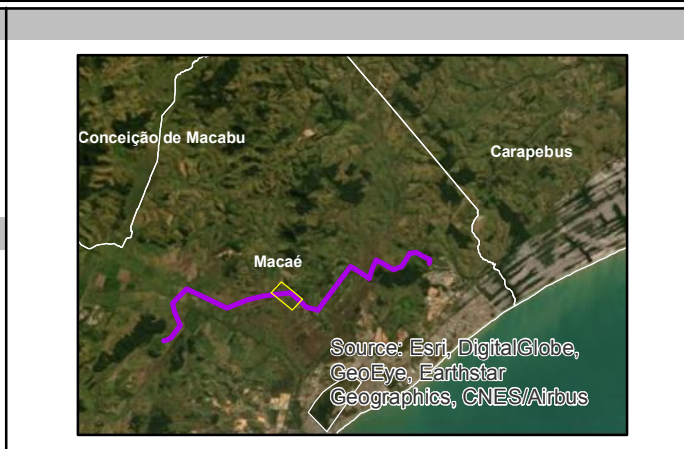 Conceição de Macabu
Carapebus
Macaé
Source: Esri, DigitalGlobe,
GeoEye, Earthstar
Geographics, CNES/Airbus